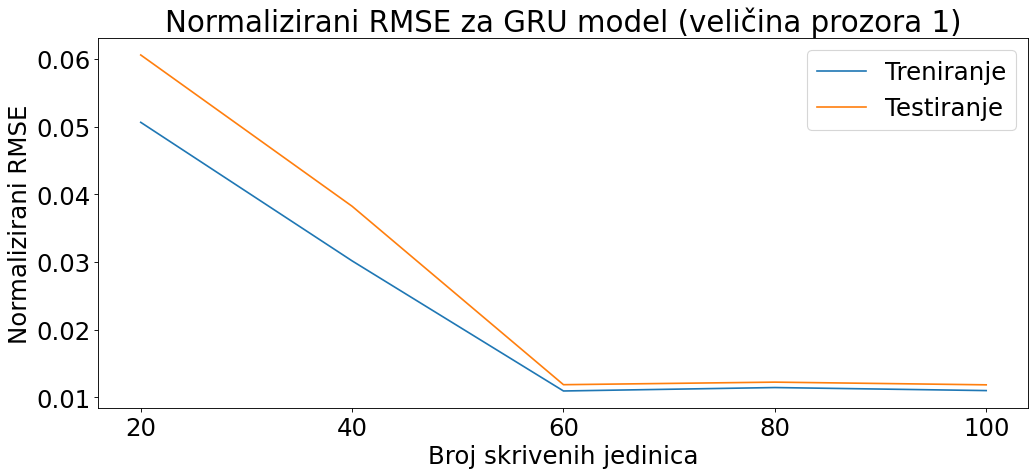 Normalizirani RMSE za GRU model (veličina prozora 1)
Treniranje
Testiranje
Normalizirani RMSE
0.06
0.05
0.04
0.03
0.02
0.01
20 40 60 80 100
Broj skrivenih jedinica